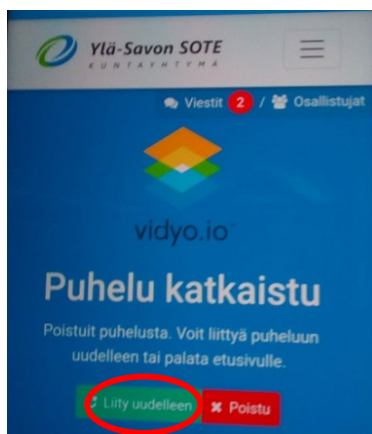 Ylä-Savon SOTE
KUNTAYHTYMÄ
Viestit 2 / Osallistujat
vidyo.io
Puhelu katkaistu
Poistuit puhelusta. Voit liittyä puheluun
uudelleen tai palata etusivulle.
Liity uudelleen Poistu